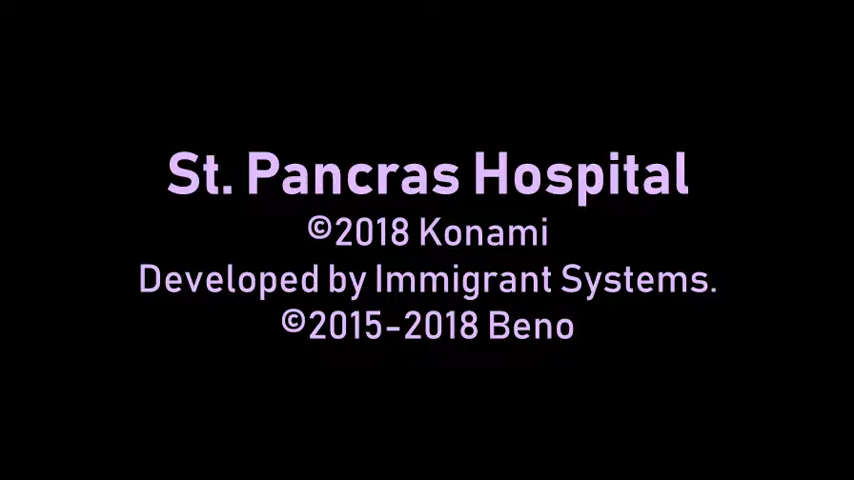 St. Pancras Hospital
©2018 Konami
Developed by Immigrant Systems.
©2015-2018 Beno